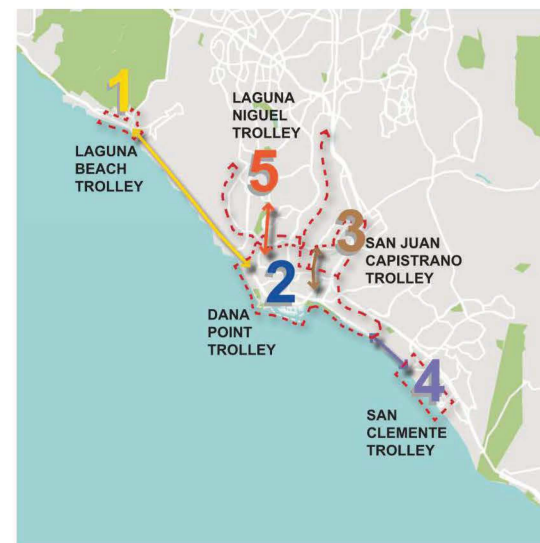 1
LAGUNA
BEACH
TROLLEY
LAGUNA
NIGUEL
TROLLEY
5
3
SAN JUAN
CAPISTRANO
TROLLEY
2
DANA
POINT
TROLLEY
4
SAN
CLEMENTE
TROLLEY